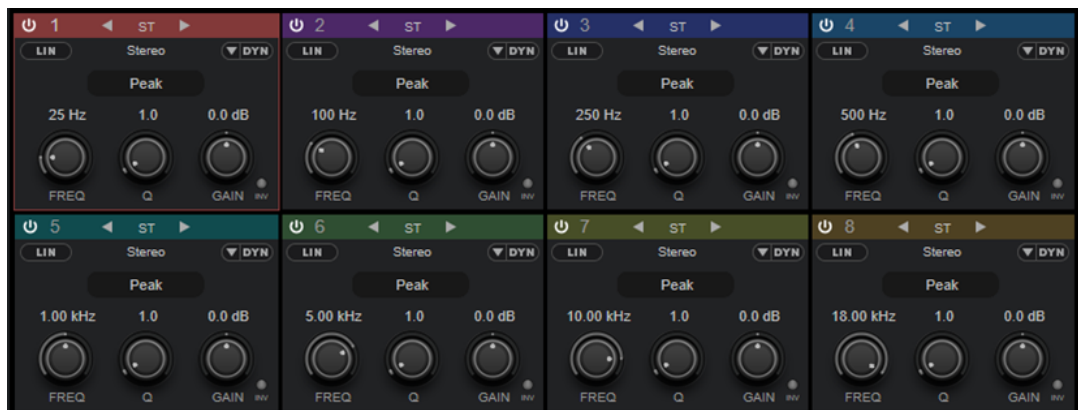 1 ST 2 ST 3 ST 4 ST
LIN Stereo DYN LIN Stereo DYN LIN Stereo DYN LIN Stereo DYN
Peak Peak Peak Peak
25 Hz 1.0 0.0 dB 100 Hz 1.0 0.0 dB 250 Hz 1.0 0.0 dB 500 Hz 1.0 0.0 dB
FREQ Q GAIN INV FREQ Q GAIN INV FREQ Q GAIN INV FREQ Q GAIN INV
5 ST 6 ST 7 ST 8 ST
LIN Stereo DYN LIN Stereo DYN LIN Stereo DYN LIN Stereo DYN
Peak Peak Peak Peak
1.00 kHz 1.0 0.0 dB 5.00 kHz 1.0 0.0 dB 10.00 kHz 1.0 0.0 dB 18.00 kHz 1.0 0.0 dB
FREQ Q GAIN INV FREQ Q GAIN INV FREQ Q GAIN INV FREQ Q GAIN INV